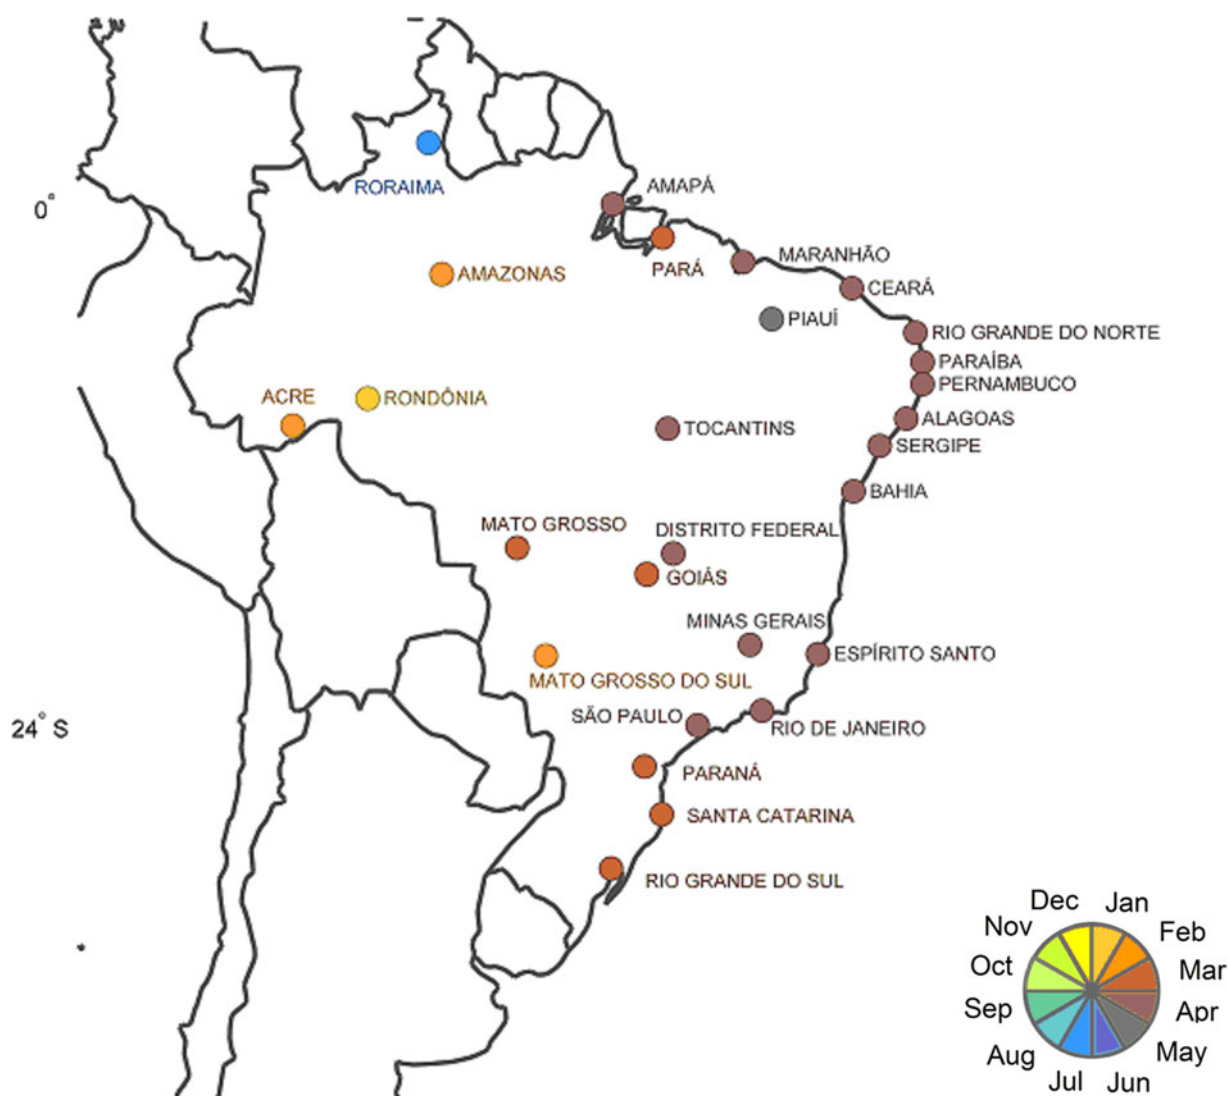 RORAIMA
AMAPÁ
0°
MARANHÃO
PARÁ
AMAZONAS
CEARÁ
PIAUÍ
RIO GRANDE DO NORTE
PARAÍBA
PERNAMBUCO
ACRE
RONDÔNIA
ALAGOAS
TOCANTINS
SERGIPE
BAHIA
MATO GROSSO
DISTRITO FEDERAL
GOIÁS
MINAS GERAIS
ESPÍRITO SANTO
MATO GROSSO DO SUL
SÃO PAULO
24° S
RIO DE JANEIRO
PARANÁ
SANTA CATARINA
RIO GRANDE DO SUL
Dec
Jan
Nov
Feb
Oct
Mar
Sep
Apr
Aug
May
Jul
Jun